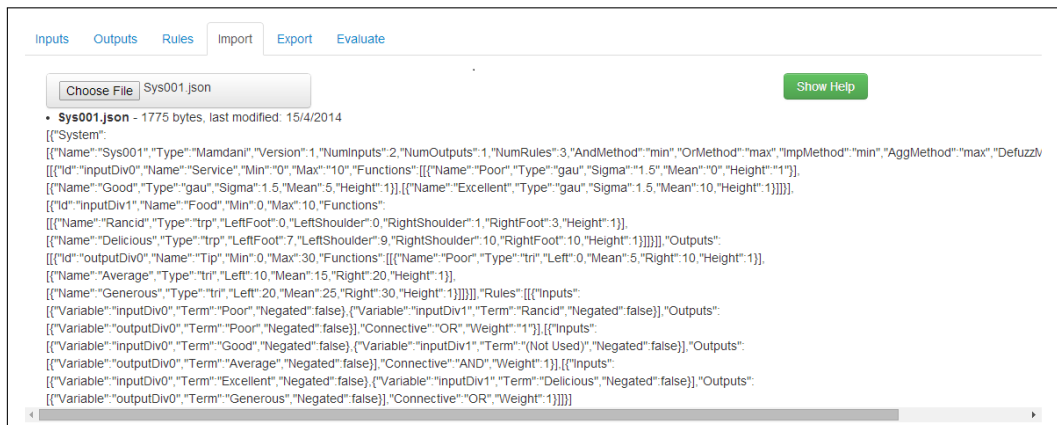 Inputs Outputs Rules Import Export Evaluate
Choose File Sys001.json
Show Help
• Sys001.json - 1775 bytes, last modified: 15/4/2014
[{"System":
[{"Name":"Sys001","Type":"Mamdani","Version":1,"NumInputs":2,"NumOutputs":1,"NumRules":3,"AndMethod":"min","OrMethod":"max","ImpMethod":"min","AggMethod":"max","DefuzzM
[[{"Id":"inputDiv0","Name":"Service","Min":"0","Max":"10","Functions":[[{"Name":"Poor","Type":"gau","Sigma":"1.5","Mean":"0","Height":"1"}],
[{"Name":"Good","Type":"gau","Sigma":1.5,"Mean":5,"Height":1}],[{"Name":"Excellent","Type":"gau","Sigma":1.5,"Mean":10,"Height":1}]]}],
[{"Id":"inputDiv1","Name":"Food","Min":0,"Max":10,"Functions":
[[{"Name":"Rancid","Type":"trp","LeftFoot":0,"LeftShoulder":0,"RightShoulder":1,"RightFoot":3,"Height":1}],
[{"Name":"Delicious","Type":"trp","LeftFoot":7,"LeftShoulder":9,"RightShoulder":10,"RightFoot":10,"Height":1}]]}]],"Outputs":
[[{"Id":"outputDiv0","Name":"Tip","Min":0,"Max":30,"Functions":[[{"Name":"Poor","Type":"tri","Left":0,"Mean":5,"Right":10,"Height":1}],
[{"Name":"Average","Type":"tri","Left":10,"Mean":15,"Right":20,"Height":1}],
[{"Name":"Generous","Type":"tri","Left":20,"Mean":25,"Right":30,"Height":1}]]}]],"Rules":[[{"Inputs":
[{"Variable":"inputDiv0","Term":"Poor","Negated":false},{"Variable":"inputDiv1","Term":"Rancid","Negated":false}],"Outputs":
[{"Variable":"outputDiv0","Term":"Poor","Negated":false}],"Connective":"OR","Weight":"1"}],[{"Inputs":
[{"Variable":"inputDiv0","Term":"Good","Negated":false},{"Variable":"inputDiv1","Term":"(Not Used)","Negated":false}],"Outputs":
[{"Variable":"outputDiv0","Term":"Average","Negated":false}],"Connective":"AND","Weight":1}],[{"Inputs":
[{"Variable":"inputDiv0","Term":"Excellent","Negated":false},{"Variable":"inputDiv1","Term":"Delicious","Negated":false}],"Outputs":
[{"Variable":"outputDiv0","Term":"Generous","Negated":false}],"Connective":"OR","Weight":1}]]}]